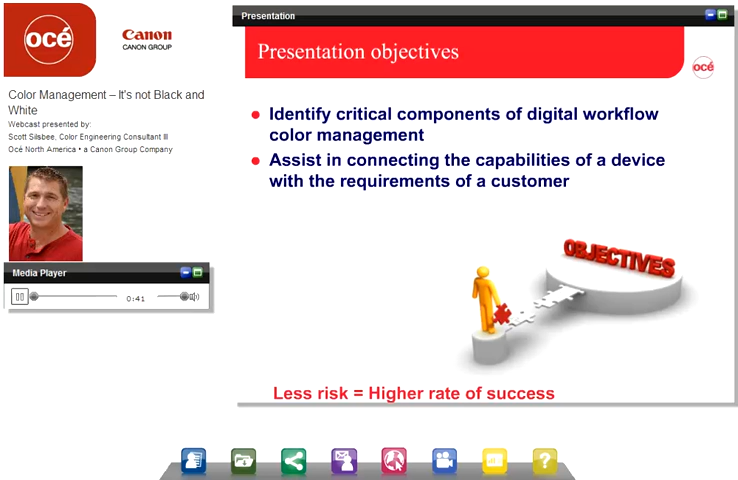 océ
Canon
CANON GROUP
Color Management – It's not Black and
White
Webcast presented by:
Scott Silsbee, Color Engineering Consultant III
Océ North America • a Canon Group Company
Media Player
0:41
Presentation
Presentation objectives
océ
Identify critical components of digital workflow
color management
Assist in connecting the capabilities of a device
with the requirements of a customer
OBJECTIVES
Less risk = Higher rate of success
?